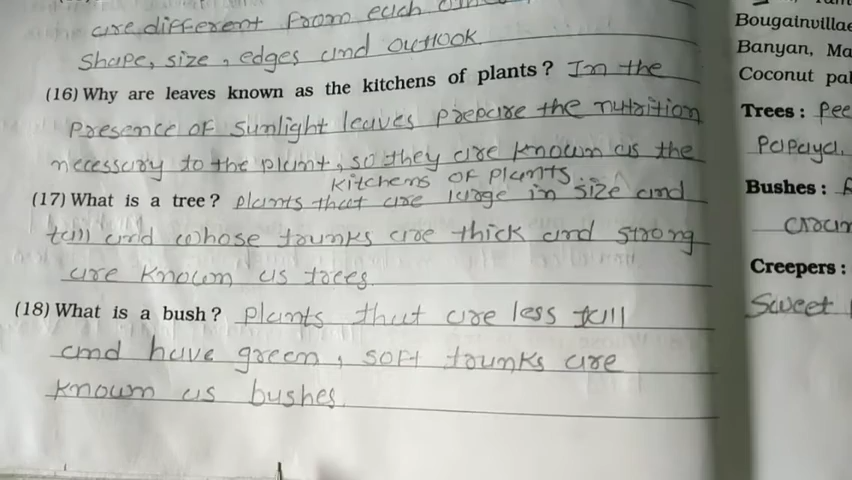 are different from each
shape, size, edges and outlook.
(16) Why are leaves known as the kitchens of plants? In the
presence of sunlight leaves prepare the nutrition
necessary to the plant, so they are known as the
kitchens of plants.
(17) What is a tree? plants that are large in size and
tall and whose trunks are thick and strong
are known as trees.
(18) What is a bush? plants that are less tall
and have green, soft trunks are
known as bushes.
Bougainvillae
Banyan, Ma
Coconut pal
Trees : Pee
Papaya.
Bushes :
Creepers :
Sweet